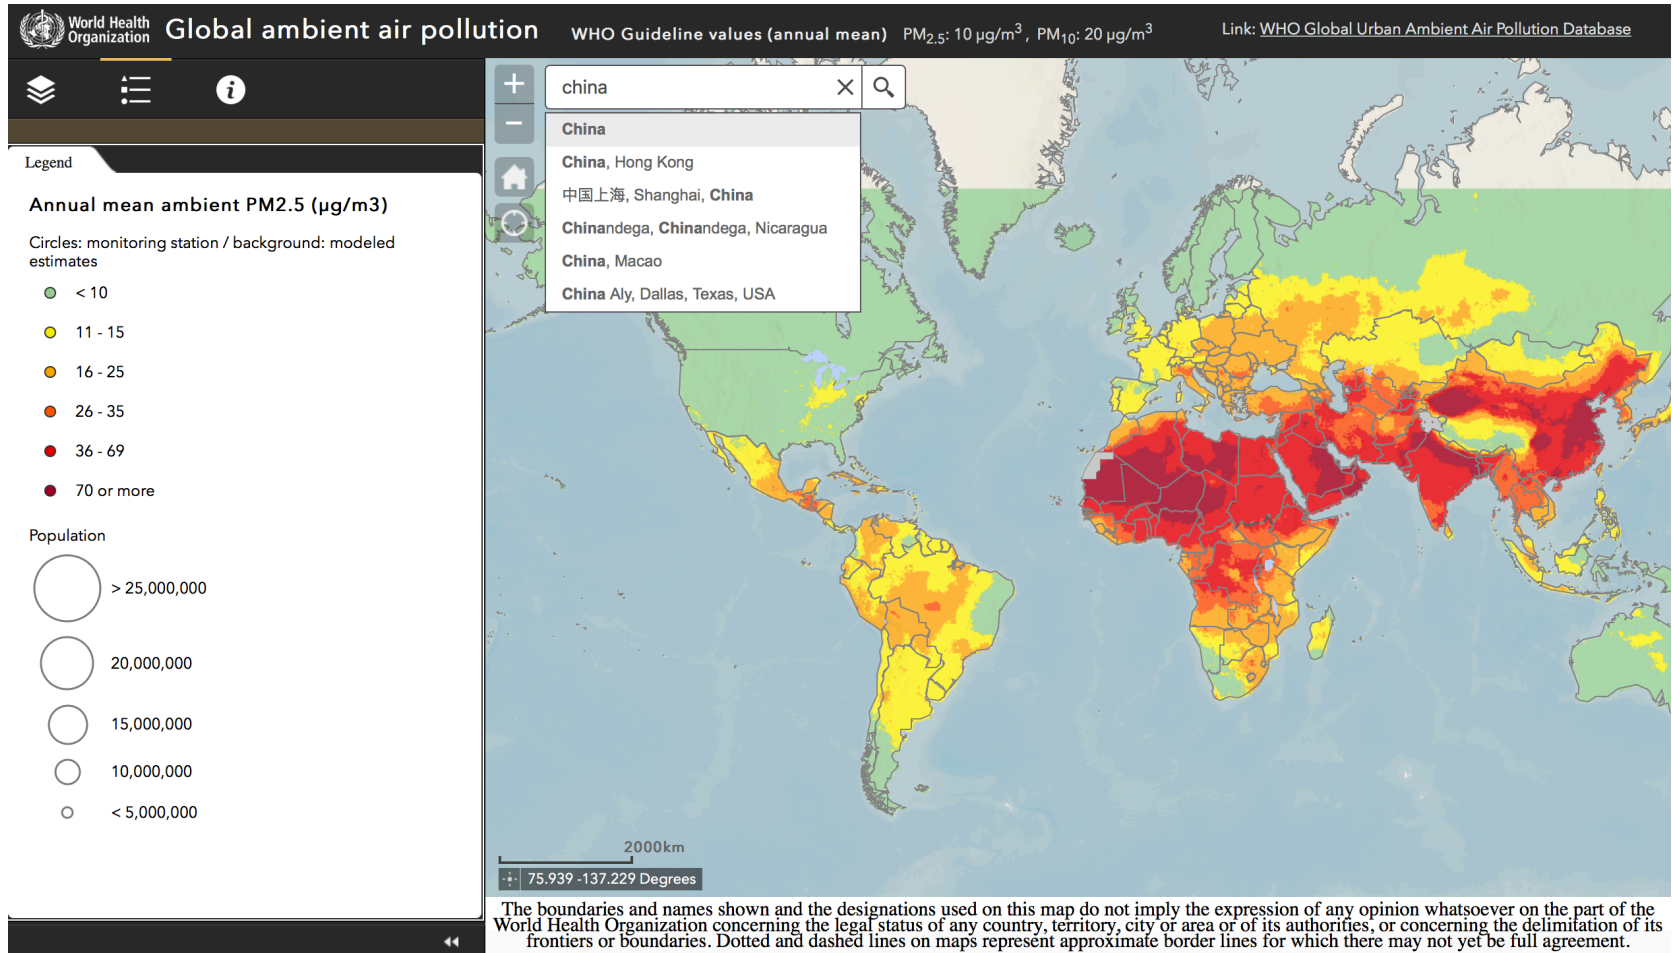 World Health
Organization
Global ambient air pollution
WHO Guideline values (annual mean) PM2.5: 10 µg/m3 , PM10: 20 µg/m3
Link: WHO Global Urban Ambient Air Pollution Database
i
Legend
Annual mean ambient PM2.5 (µg/m3)
Circles: monitoring station / background: modeled
estimates
< 10
11 - 15
16 - 25
26 - 35
36 - 69
70 or more
Population
> 25,000,000
20,000,000
15,000,000
10,000,000
< 5,000,000
+
−
china
China
China, Hong Kong
中国上海, Shanghai, China
Chinandega, Chinandega, Nicaragua
China, Macao
China Aly, Dallas, Texas, USA
2000km
75.939 -137.229 Degrees
The boundaries and names shown and the designations used on this map do not imply the expression of any opinion whatsoever on the part of the
World Health Organization concerning the legal status of any country, territory, city or area or of its authorities, or concerning the delimitation of its
frontiers or boundaries. Dotted and dashed lines on maps represent approximate border lines for which there may not yet be full agreement.